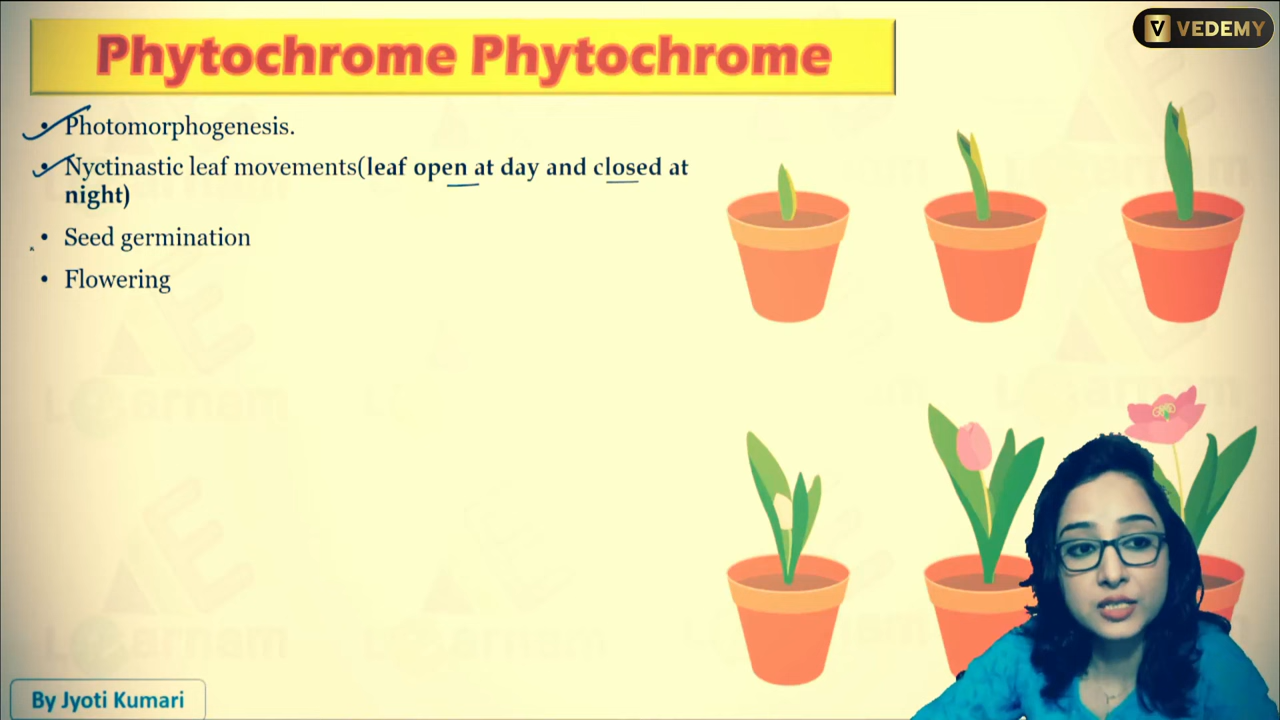 VEDEMY
Phytochrome Phytochrome
• Photomorphogenesis.
• Nyctinastic leaf movements(leaf open at day and closed at
night)
• Seed germination
• Flowering
By Jyoti Kumari